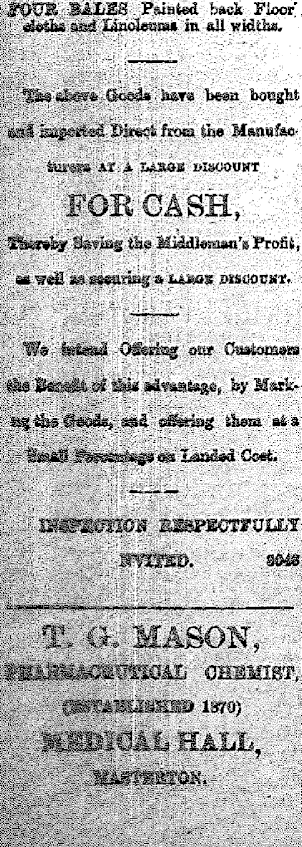 FOUR BALES Painted back Floor
cloths and Linoleums in all widths.
The above Goods have been bought
and imported Direct from the Manufac-
turers AT A LARGE DISCOUNT
FOR CASH,
Thereby Saving the Middleman's Profit,
as well as securing a LARGE DISCOUNT.
We intend Offering our Customers
the Benefit of this advantage, by Mark-
ing the Goods, and offering them at a
Small Percentage on Landed Cost.
INSPECTION RESPECTFULLY
INVITED. 9046
T. G. MASON,
PHARMACEUTICAL CHEMIST,
(ESTABLISHED 1870)
MEDICAL HALL,
MASTERTON.